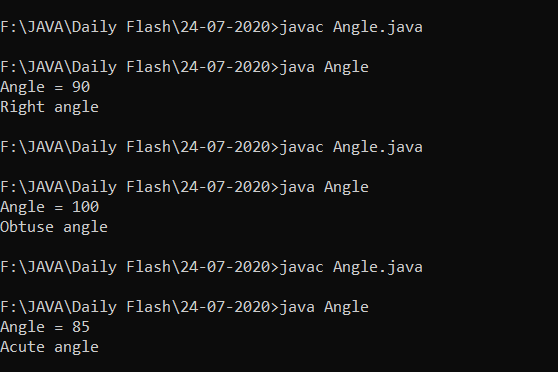 F:\JAVA\Daily Flash\24-07-2020>javac Angle.java
F:\JAVA\Daily Flash\24-07-2020>java Angle
Angle = 90
Right angle
F:\JAVA\Daily Flash\24-07-2020>javac Angle.java
F:\JAVA\Daily Flash\24-07-2020>java Angle
Angle = 100
Obtuse angle
F:\JAVA\Daily Flash\24-07-2020>javac Angle.java
F:\JAVA\Daily Flash\24-07-2020>java Angle
Angle = 85
Acute angle